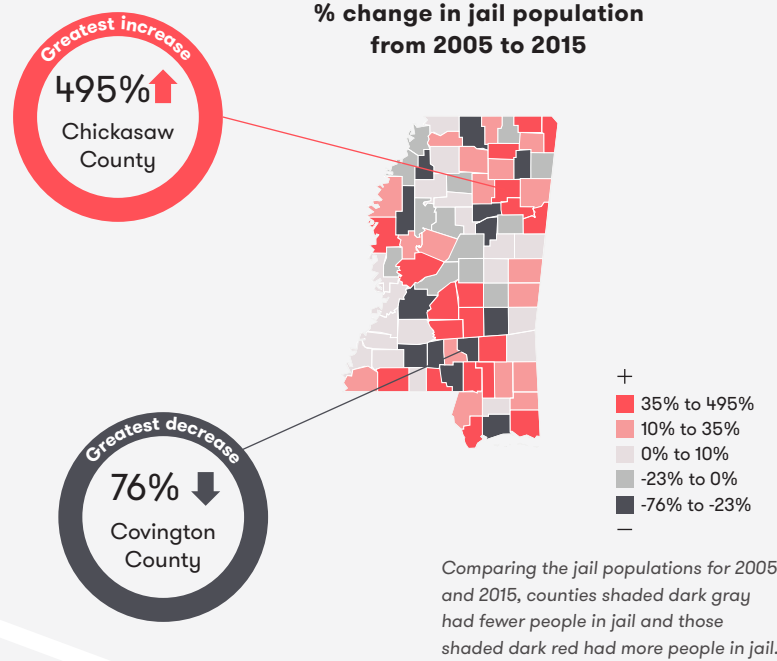 % change in jail population
from 2005 to 2015
Greatest increase
495%
Chickasaw
County
Greatest decrease
76%
Covington
County
+
35% to 495%
10% to 35%
0% to 10%
-23% to 0%
-76% to -23%
–
Comparing the jail populations for 2005
and 2015, counties shaded dark gray
had fewer people in jail and those
shaded dark red had more people in jail.